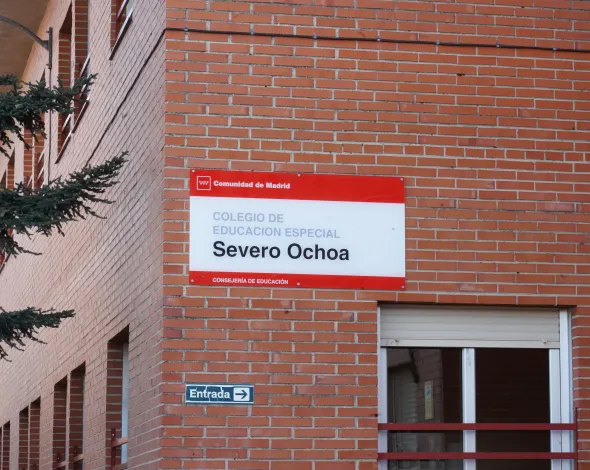 Comunidad de Madrid
COLEGIO DE
EDUCACION ESPECIAL
Severo Ochoa
CONSEJERÍA DE EDUCACIÓN
Entrada →